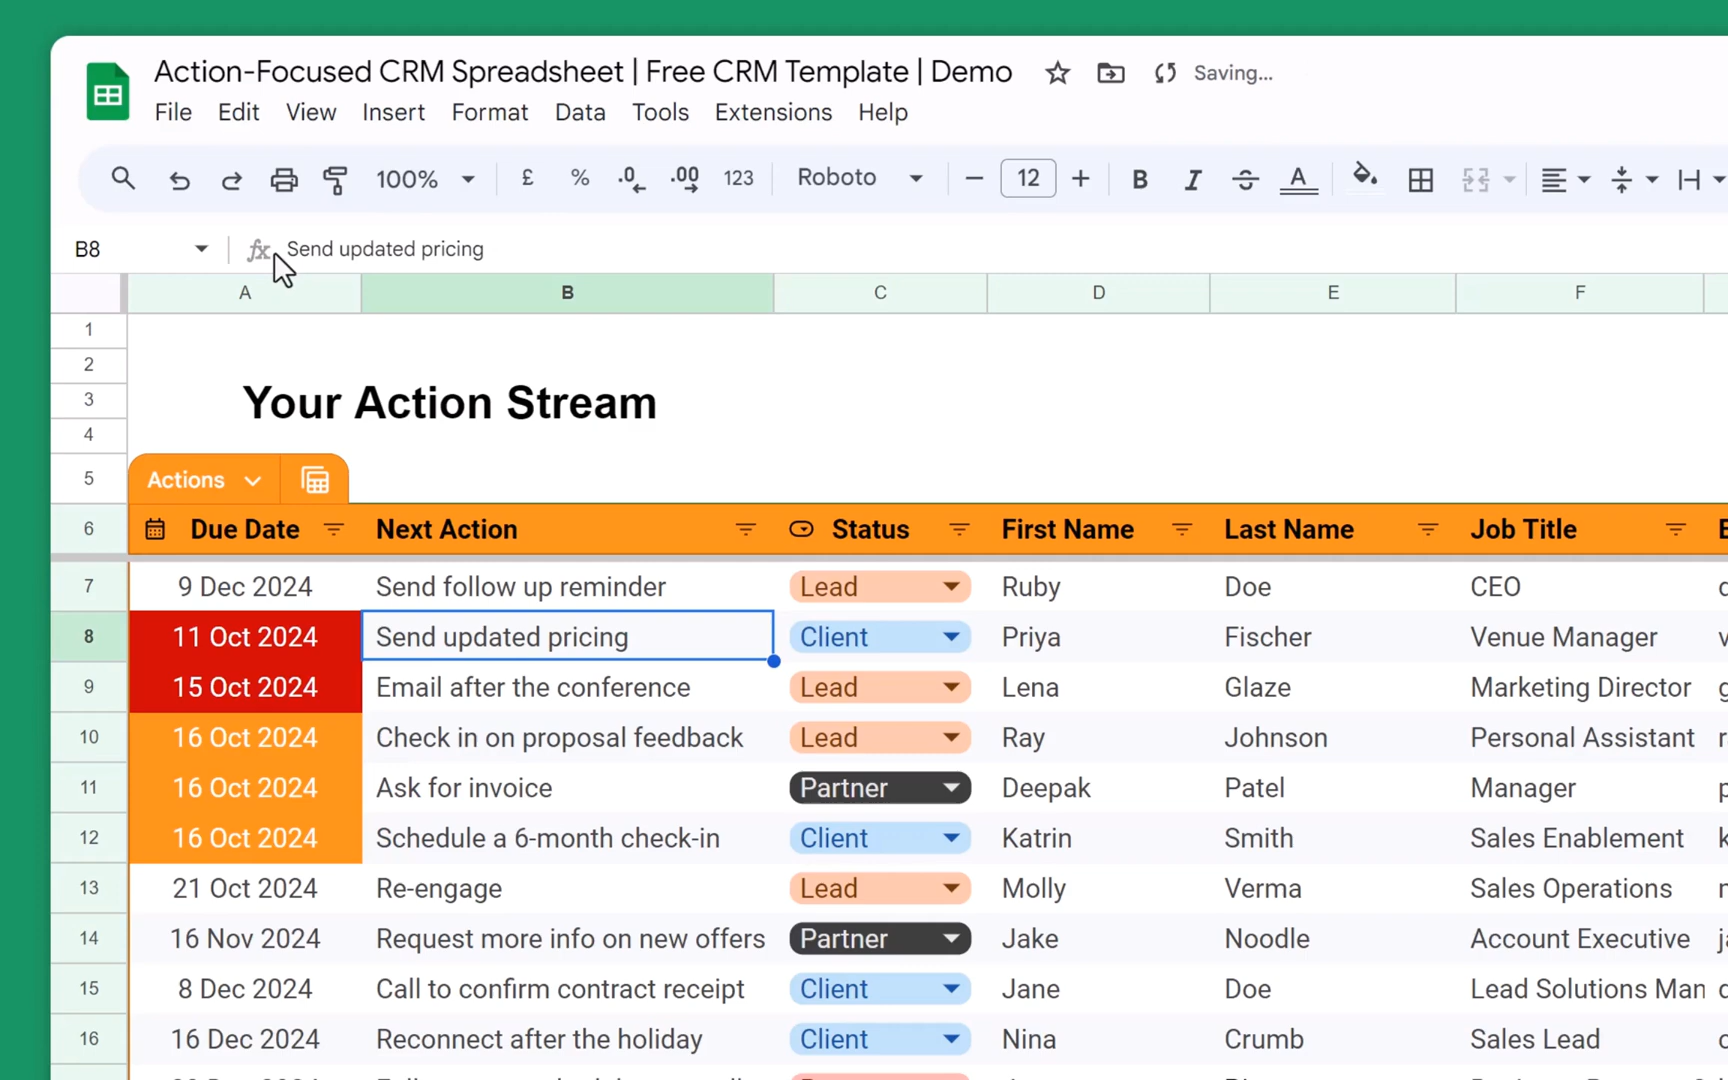 Action-Focused CRM Spreadsheet | Free CRM Template | Demo Saving...
File Edit View Insert Format Data Tools Extensions Help
100% £ % .0 .00 123 Roboto 12 B I A
B8 fx Send updated pricing
A B C D E F
1
2
3 Your Action Stream
4
5 Actions
6 Due Date Next Action Status First Name Last Name Job Title
7 9 Dec 2024 Send follow up reminder Lead Ruby Doe CEO
8 11 Oct 2024 Send updated pricing Client Priya Fischer Venue Manager
9 15 Oct 2024 Email after the conference Lead Lena Glaze Marketing Director
10 16 Oct 2024 Check in on proposal feedback Lead Ray Johnson Personal Assistant
11 16 Oct 2024 Ask for invoice Partner Deepak Patel Manager
12 16 Oct 2024 Schedule a 6-month check-in Client Katrin Smith Sales Enablement
13 21 Oct 2024 Re-engage Lead Molly Verma Sales Operations
14 16 Nov 2024 Request more info on new offers Partner Jake Noodle Account Executive
15 8 Dec 2024 Call to confirm contract receipt Client Jane Doe Lead Solutions Man
16 16 Dec 2024 Reconnect after the holiday Client Nina Crumb Sales Lead